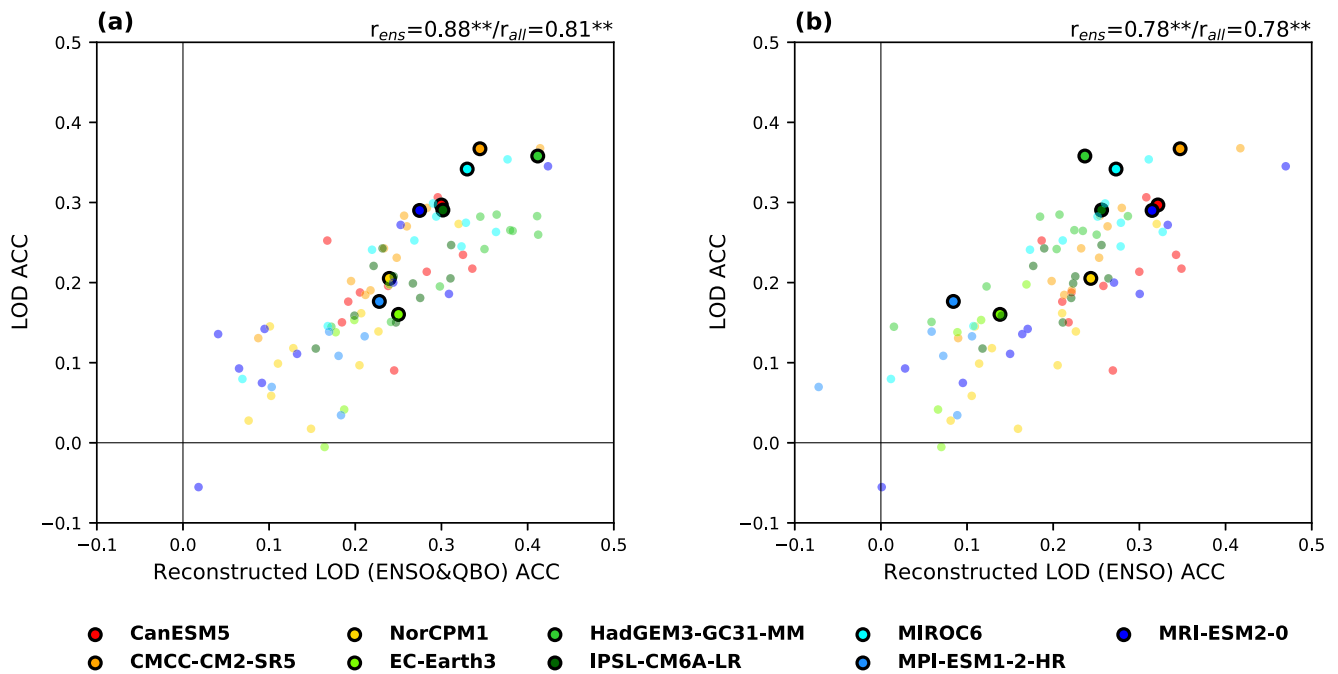 (a)
r_ens=0.88**/r_all=0.81**
0.5
0.4
0.3
0.2
0.1
0.0
−0.1
LOD ACC
−0.1 0.0 0.1 0.2 0.3 0.4 0.5
Reconstructed LOD (ENSO&QBO) ACC
(b)
r_ens=0.78**/r_all=0.78**
0.5
0.4
0.3
0.2
0.1
0.0
−0.1
LOD ACC
−0.1 0.0 0.1 0.2 0.3 0.4 0.5
Reconstructed LOD (ENSO) ACC
CanESM5 NorCPM1 HadGEM3-GC31-MM MIROC6 MRI-ESM2-0
CMCC-CM2-SR5 EC-Earth3 IPSL-CM6A-LR MPI-ESM1-2-HR